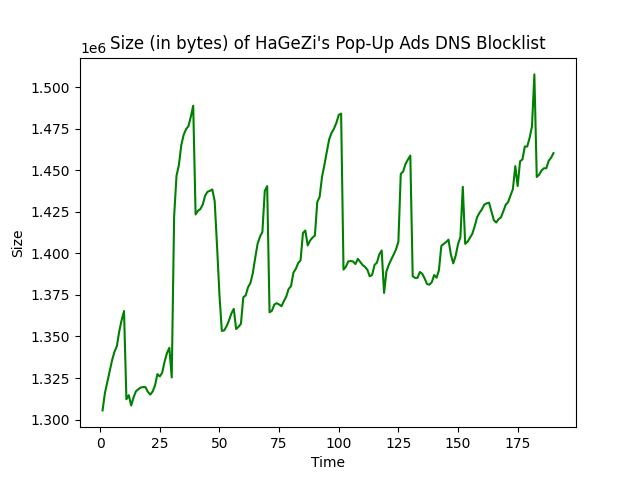 Size (in bytes) of HaGeZi's Pop-Up Ads DNS Blocklist
1e6
1.500
1.475
1.450
1.425
1.400
1.375
1.350
1.325
1.300
Size
0 25 50 75 100 125 150 175
Time